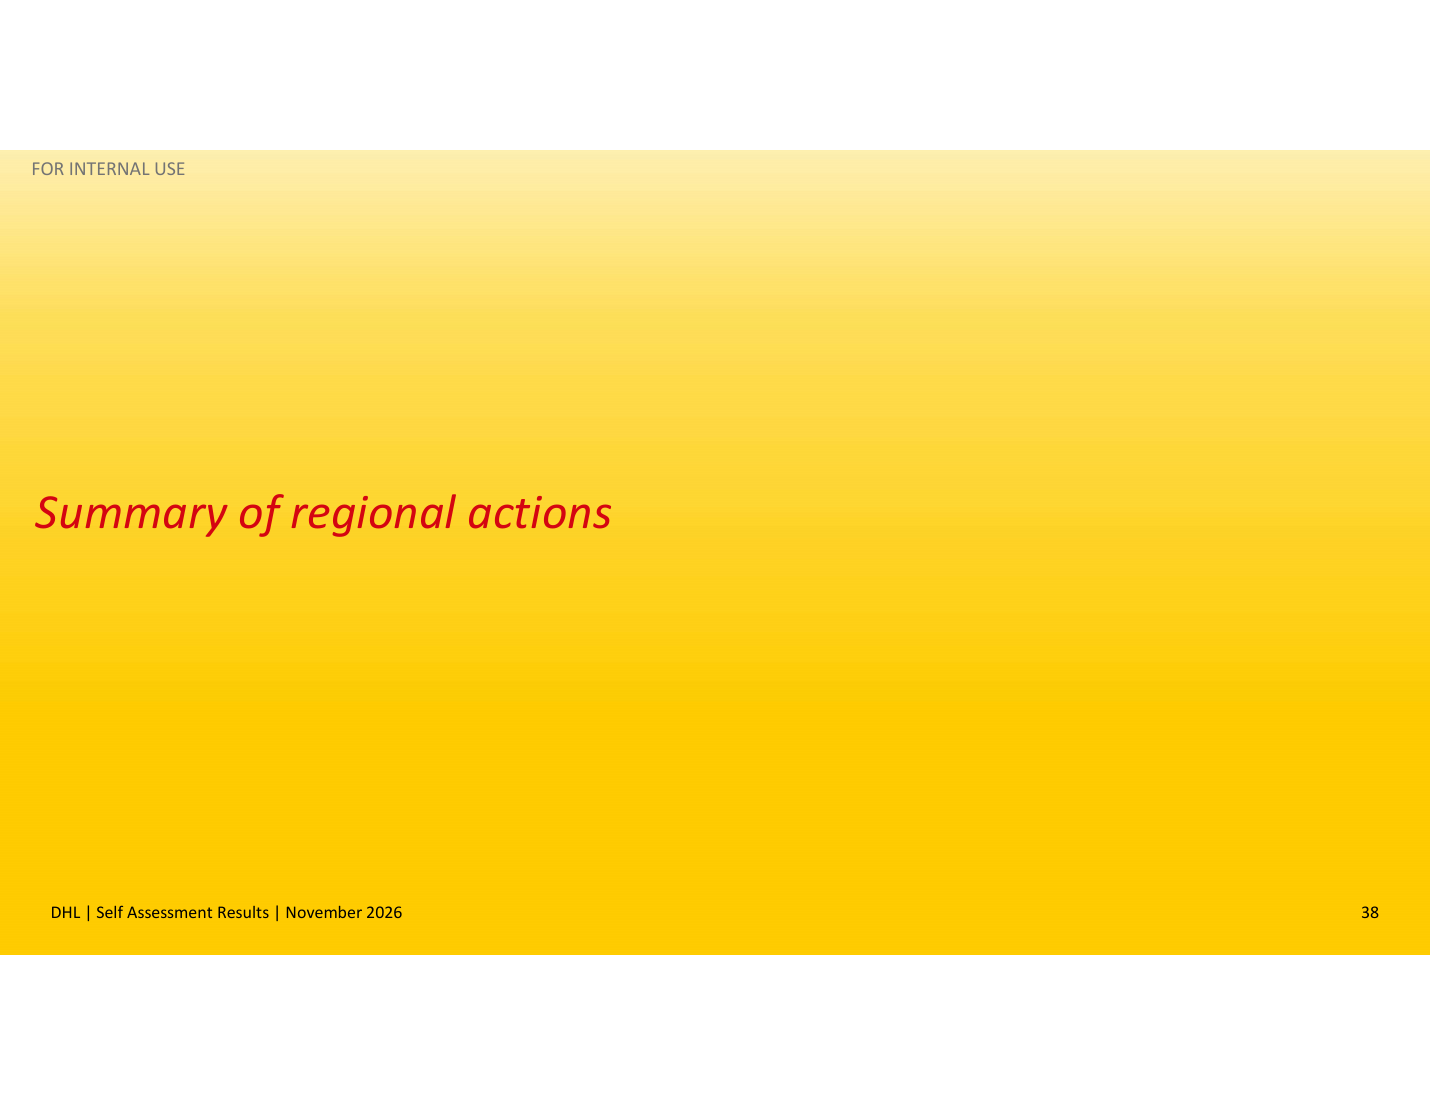 FOR INTERNAL USE
Summary of regional actions
DHL | Self Assessment Results | November 2026
38